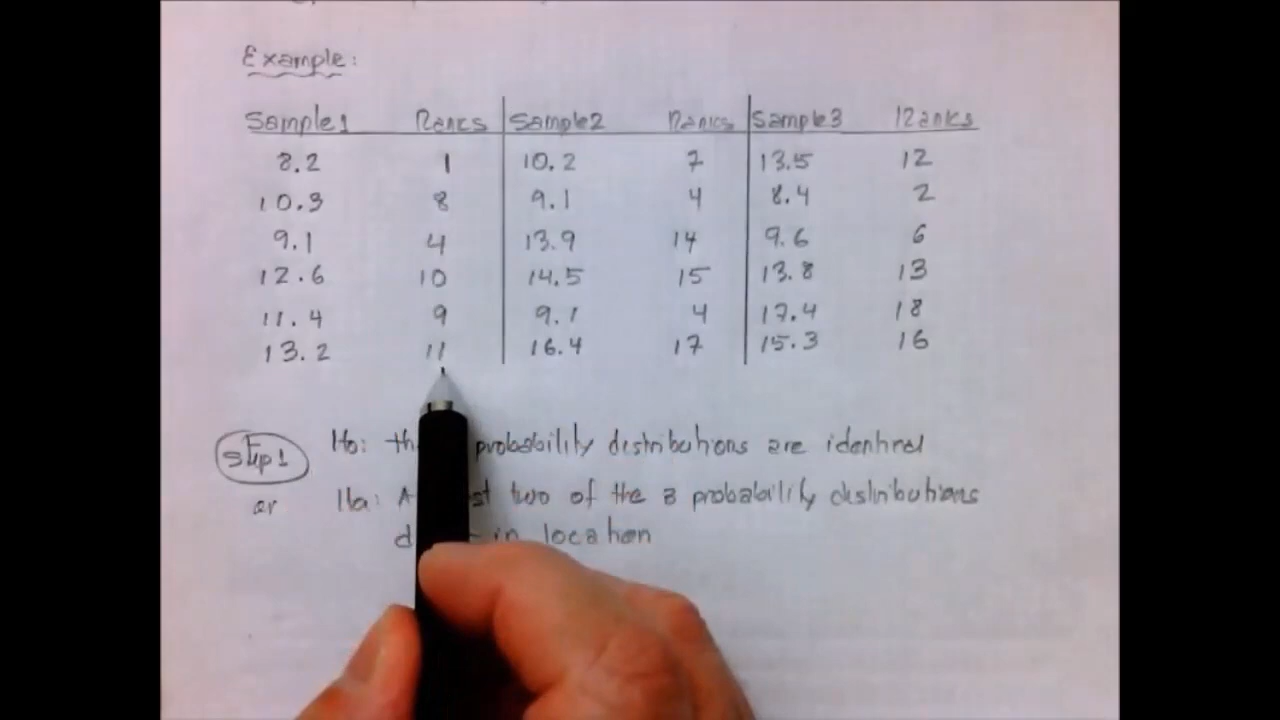 Example:
Sample1 Ranks Sample2 Ranks Sample3 Ranks
8.2 1 10.2 7 13.5 12
10.3 8 9.1 4 8.4 2
9.1 4 13.9 14 9.6 6
12.6 10 14.5 15 13.8 13
11.4 9 9.1 4 17.4 18
13.2 11 16.4 17 15.3 16
Step1 Ho: th probability distributions are identical
or Ha: A st two of the 3 probability distributions
d in location